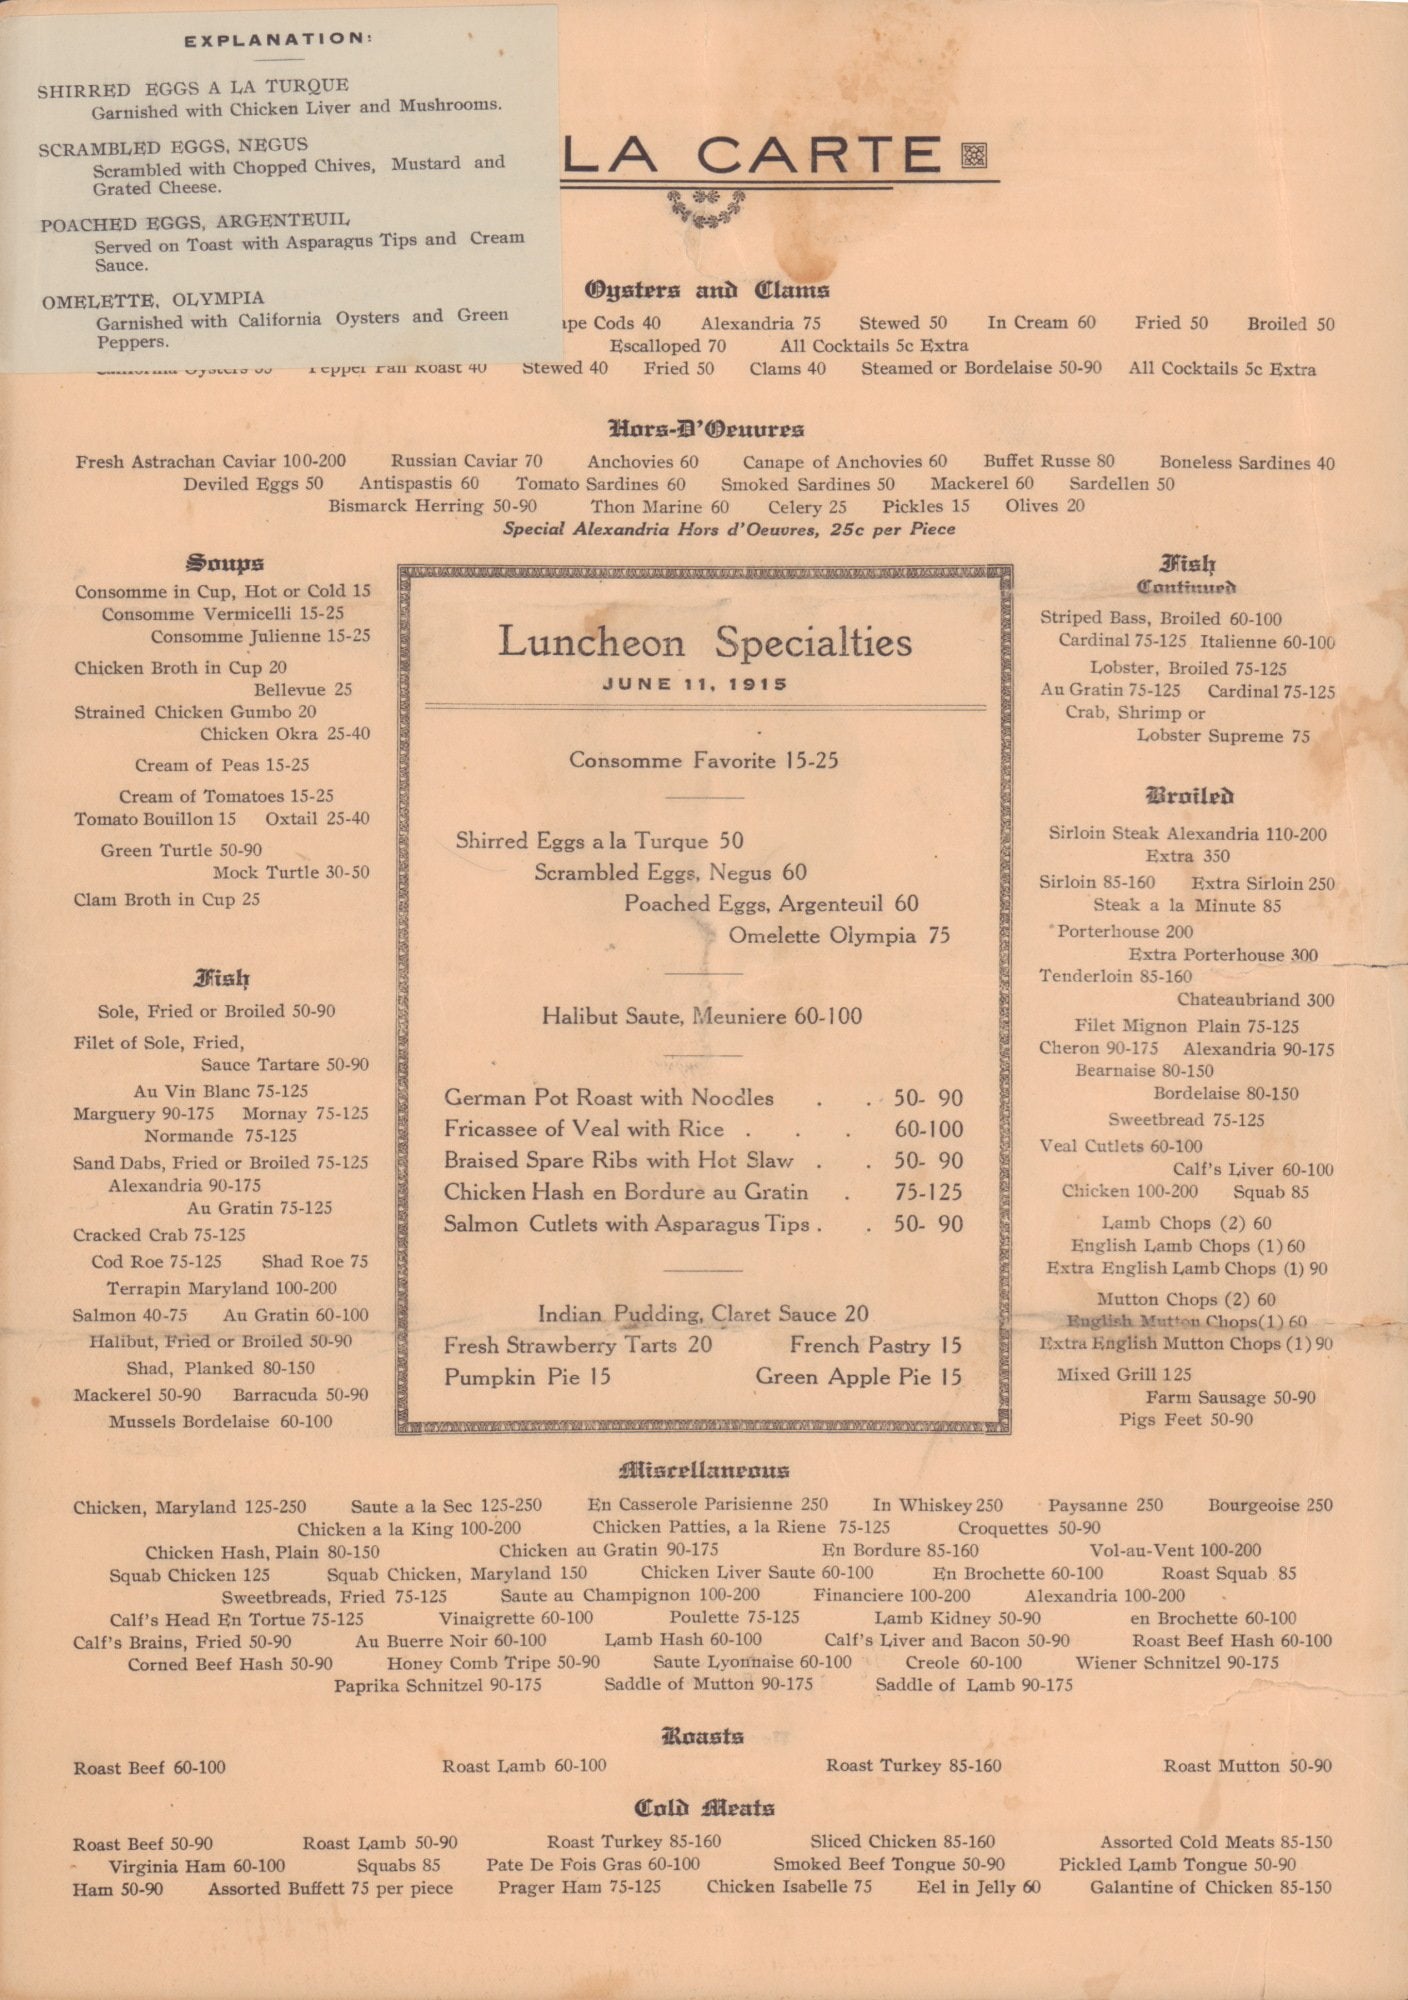 EXPLANATION:
SHIRRED EGGS A LA TURQUE
Garnished with Chicken Liver and Mushrooms.
SCRAMBLED EGGS, NEGUS
Scrambled with Chopped Chives, Mustard and
Grated Cheese.
POACHED EGGS, ARGENTEUIL
Served on Toast with Asparagus Tips and Cream
Sauce.
OMELETTE, OLYMPIA
Garnished with California Oysters and Green
Peppers.
LA CARTE
Oysters and Clams
Cods 40 Alexandria 75 Stewed 50 In Cream 60 Fried 50 Broiled 50
Escalloped 70 All Cocktails 5c Extra
California Oysters Pepper Pan Roast 40 Stewed 40 Fried 50 Clams 40 Steamed or Bordelaise 50-90 All Cocktails 5c Extra
Hors-D'Oeuvres
Fresh Astrachan Caviar 100-200 Russian Caviar 70 Anchovies 60 Canape of Anchovies 60 Buffet Russe 80 Boneless Sardines 40
Deviled Eggs 50 Antispastis 60 Tomato Sardines 60 Smoked Sardines 50 Mackerel 60 Sardellen 50
Bismarck Herring 50-90 Thon Marine 60 Celery 25 Pickles 15 Olives 20
Special Alexandria Hors d'Oeuvres, 25c per Piece
Soups
Consomme in Cup, Hot or Cold 15
Consomme Vermicelli 15-25
Consomme Julienne 15-25
Chicken Broth in Cup 20
Bellevue 25
Strained Chicken Gumbo 20
Chicken Okra 25-40
Cream of Peas 15-25
Cream of Tomatoes 15-25
Tomato Bouillon 15 Oxtail 25-40
Green Turtle 50-90
Mock Turtle 30-50
Clam Broth in Cup 25
Fish
Sole, Fried or Broiled 50-90
Filet of Sole, Fried,
Sauce Tartare 50-90
Au Vin Blanc 75-125
Marguery 90-175 Mornay 75-125
Normande 75-125
Sand Dabs, Fried or Broiled 75-125
Alexandria 90-175
Au Gratin 75-125
Cracked Crab 75-125
Cod Roe 75-125 Shad Roe 75
Terrapin Maryland 100-200
Salmon 40-75 Au Gratin 60-100
Halibut, Fried or Broiled 50-90
Shad, Planked 80-150
Mackerel 50-90 Barracuda 50-90
Mussels Bordelaise 60-100
Luncheon Specialties
JUNE 11, 1915
Consomme Favorite 15-25
Shirred Eggs a la Turque 50
Scrambled Eggs, Negus 60
Poached Eggs, Argenteuil 60
Omelette Olympia 75
Halibut Saute, Meuniere 60-100
German Pot Roast with Noodles . . 50- 90
Fricassee of Veal with Rice . . . 60-100
Braised Spare Ribs with Hot Slaw . . 50- 90
Chicken Hash en Bordure au Gratin . 75-125
Salmon Cutlets with Asparagus Tips . . 50- 90
Indian Pudding, Claret Sauce 20
Fresh Strawberry Tarts 20 French Pastry 15
Pumpkin Pie 15 Green Apple Pie 15
Fish
Continued
Striped Bass, Broiled 60-100
Cardinal 75-125 Italienne 60-100
Lobster, Broiled 75-125
Au Gratin 75-125 Cardinal 75-125
Crab, Shrimp or
Lobster Supreme 75
Broiled
Sirloin Steak Alexandria 110-200
Extra 350
Sirloin 85-160 Extra Sirloin 250
Steak a la Minute 85
Porterhouse 200
Extra Porterhouse 300
Tenderloin 85-160
Chateaubriand 300
Filet Mignon Plain 75-125
Cheron 90-175 Alexandria 90-175
Bearnaise 80-150
Bordelaise 80-150
Sweetbread 75-125
Veal Cutlets 60-100
Calf's Liver 60-100
Chicken 100-200 Squab 85
Lamb Chops (2) 60
English Lamb Chops (1) 60
Extra English Lamb Chops (1) 90
Mutton Chops (2) 60
English Mutton Chops (1) 60
Extra English Mutton Chops (1) 90
Mixed Grill 125
Farm Sausage 50-90
Pigs Feet 50-90
Miscellaneous
Chicken, Maryland 125-250 Saute a la Sec 125-250 En Casserole Parisienne 250 In Whiskey 250 Paysanne 250 Bourgeoise 250
Chicken a la King 100-200 Chicken Patties, a la Riene 75-125 Croquettes 50-90
Chicken Hash, Plain 80-150 Chicken au Gratin 90-175 En Bordure 85-160 Vol-au-Vent 100-200
Squab Chicken 125 Squab Chicken, Maryland 150 Chicken Liver Saute 60-100 En Brochette 60-100 Roast Squab 85
Sweetbreads, Fried 75-125 Saute au Champignon 100-200 Financiere 100-200 Alexandria 100-200
Calf's Head En Tortue 75-125 Vinaigrette 60-100 Poulette 75-125 Lamb Kidney 50-90 en Brochette 60-100
Calf's Brains, Fried 50-90 Au Buerre Noir 60-100 Lamb Hash 60-100 Calf's Liver and Bacon 50-90 Roast Beef Hash 60-100
Corned Beef Hash 50-90 Honey Comb Tripe 50-90 Saute Lyonnaise 60-100 Creole 60-100 Wiener Schnitzel 90-175
Paprika Schnitzel 90-175 Saddle of Mutton 90-175 Saddle of Lamb 90-175
Roasts
Roast Beef 60-100 Roast Lamb 60-100 Roast Turkey 85-160 Roast Mutton 50-90
Cold Meats
Roast Beef 50-90 Roast Lamb 50-90 Roast Turkey 85-160 Sliced Chicken 85-160 Assorted Cold Meats 85-150
Virginia Ham 60-100 Squabs 85 Pate De Fois Gras 60-100 Smoked Beef Tongue 50-90 Pickled Lamb Tongue 50-90
Ham 50-90 Assorted Buffett 75 per piece Prager Ham 75-125 Chicken Isabelle 75 Eel in Jelly 60 Galantine of Chicken 85-150